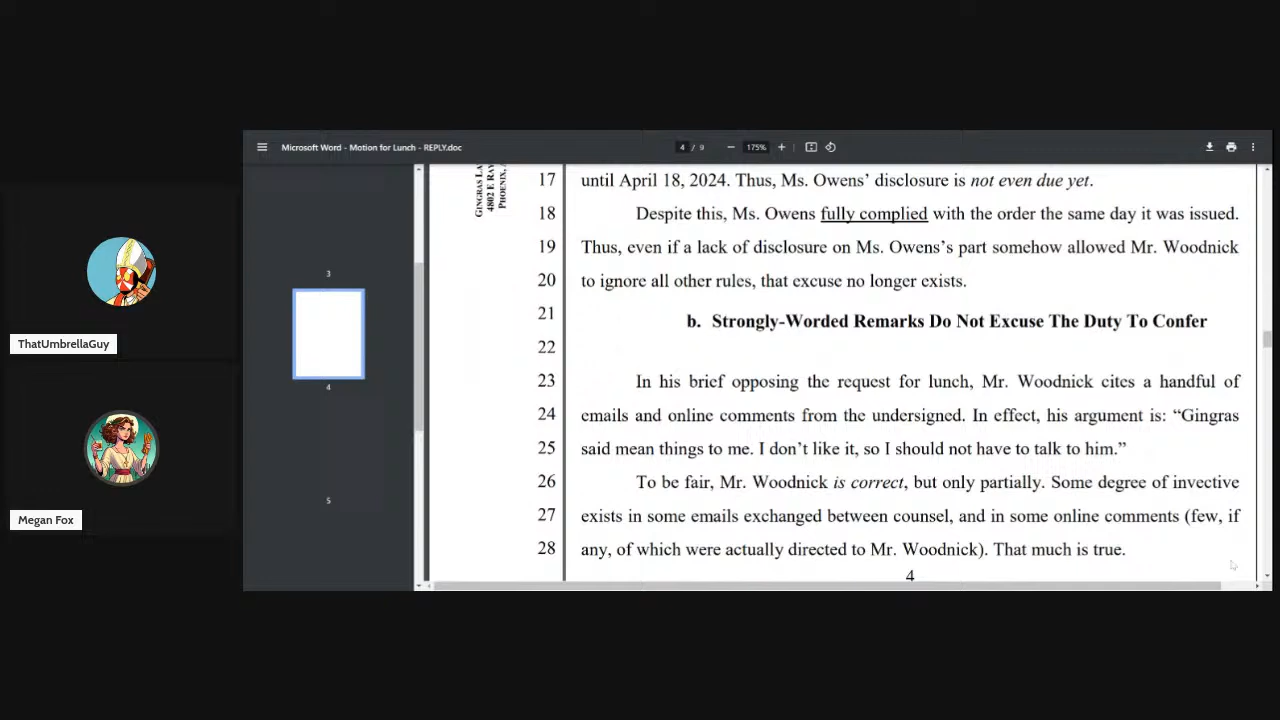 Microsoft Word - Motion for Lunch - REPLY.doc
4 / 9
175%
ThatUmbrellaGuy
Megan Fox
3
4
5
17 until April 18, 2024. Thus, Ms. Owens’ disclosure is not even due yet.
18 Despite this, Ms. Owens fully complied with the order the same day it was issued.
19 Thus, even if a lack of disclosure on Ms. Owens’s part somehow allowed Mr. Woodnick
20 to ignore all other rules, that excuse no longer exists.
21 b. Strongly-Worded Remarks Do Not Excuse The Duty To Confer
22
23 In his brief opposing the request for lunch, Mr. Woodnick cites a handful of
24 emails and online comments from the undersigned. In effect, his argument is: “Gingras
25 said mean things to me. I don’t like it, so I should not have to talk to him.”
26 To be fair, Mr. Woodnick is correct, but only partially. Some degree of invective
27 exists in some emails exchanged between counsel, and in some online comments (few, if
28 any, of which were actually directed to Mr. Woodnick). That much is true.
4
GINGRAS LA
4802 E RAY
PHOENIX,